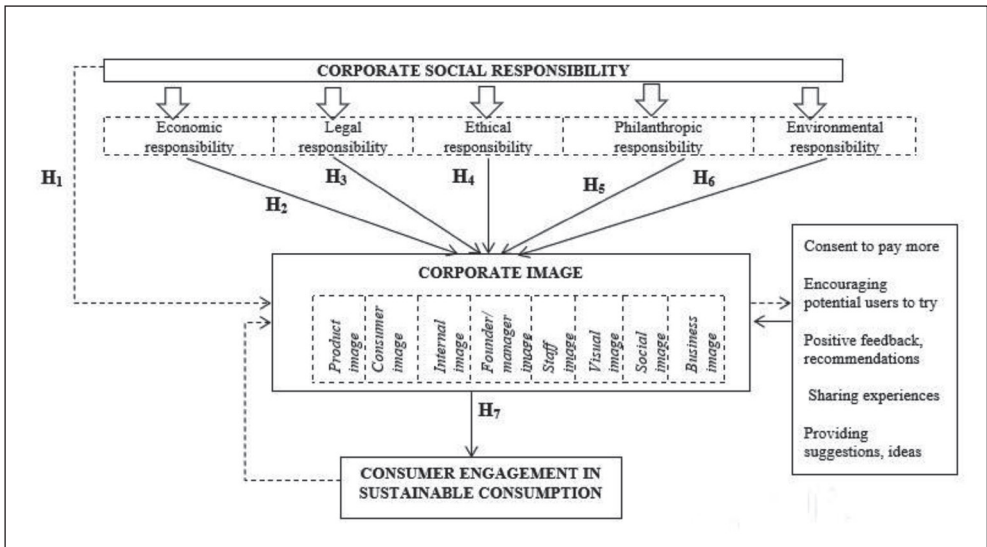 CORPORATE SOCIAL RESPONSIBILITY
Economic
responsibility
Legal
responsibility
Ethical
responsibility
Philanthropic
responsibility
Environmental
responsibility
H1
H2
H3
H4
H5
H6
CORPORATE IMAGE
Product
image
Consumer
image
Internal
image
Founder/
manager
image
Staff
image
Visual
image
Social
image
Business
image
Consent to pay more
Encouraging
potential users to try
Positive feedback,
recommendations
Sharing experiences
Providing
suggestions, ideas
H7
CONSUMER ENGAGEMENT IN
SUSTAINABLE CONSUMPTION